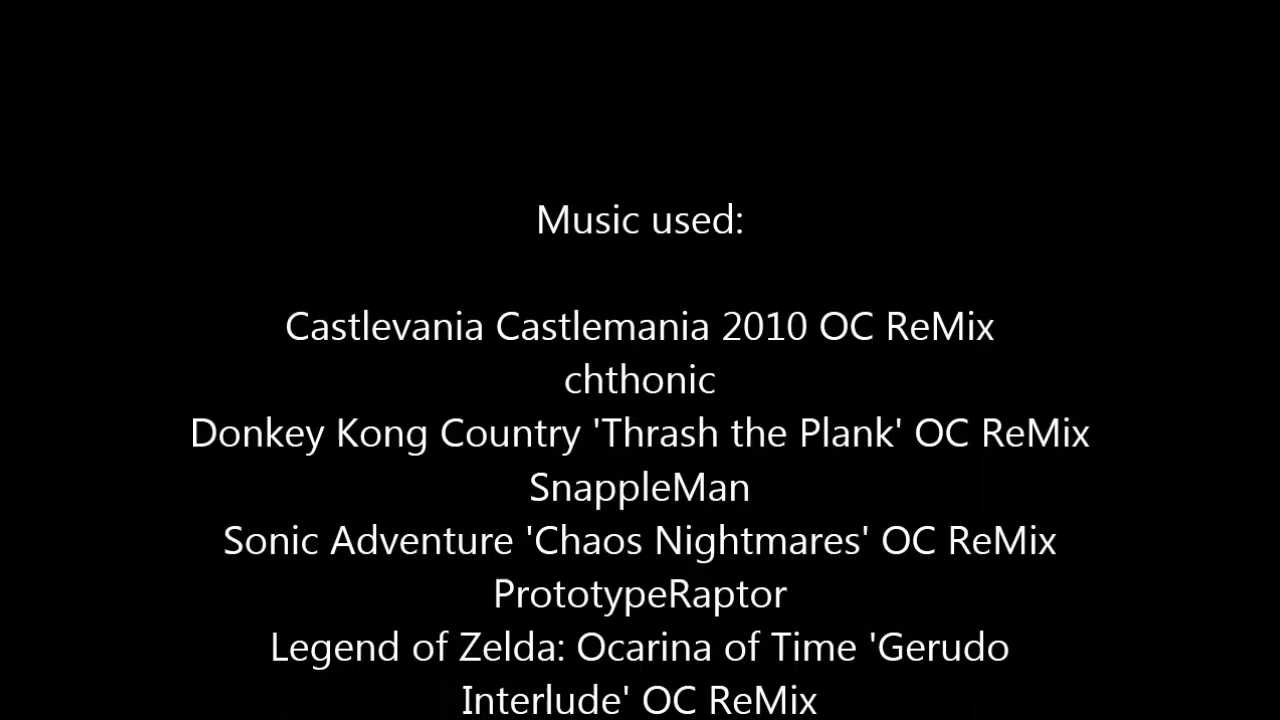 Music used:
Castlevania Castlemania 2010 OC ReMix
chthonic
Donkey Kong Country 'Thrash the Plank' OC ReMix
SnappleMan
Sonic Adventure 'Chaos Nightmares' OC ReMix
PrototypeRaptor
Legend of Zelda: Ocarina of Time 'Gerudo
Interlude' OC ReMix